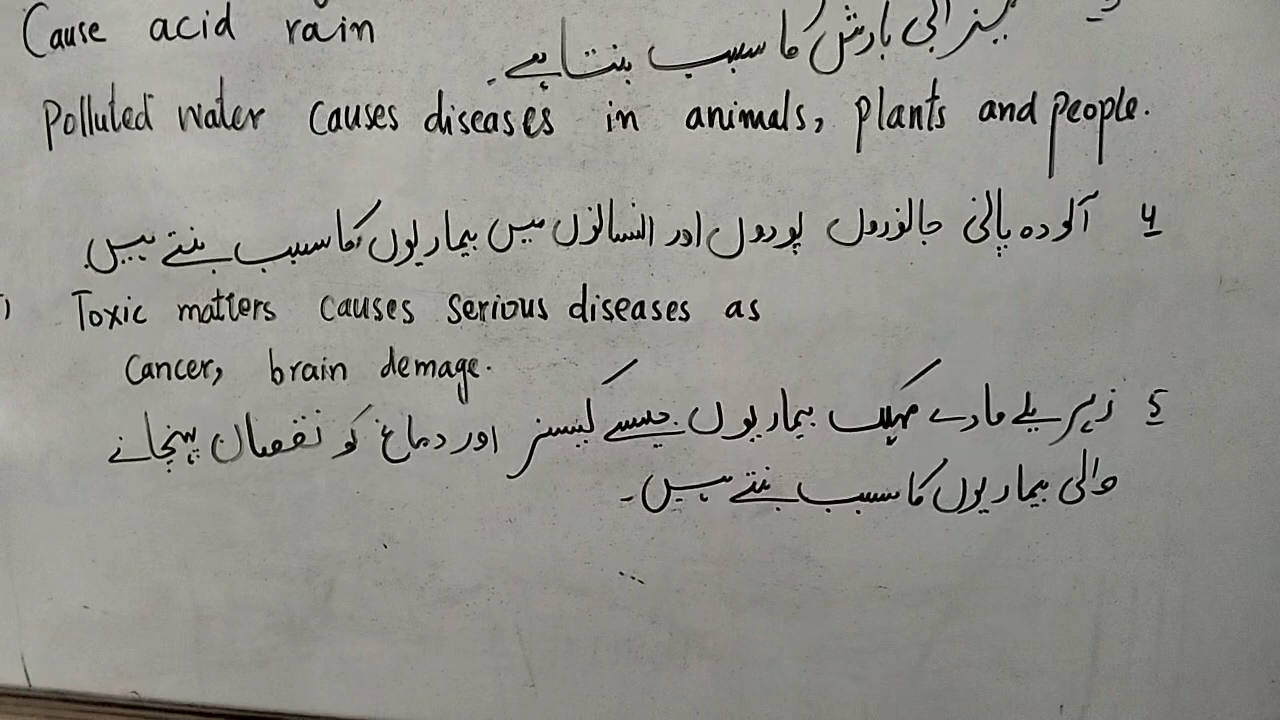 Cause acid rain
تیزابی بارش کا سبب بنتا ہے۔
Polluted water causes diseases in animals, plants and people.
۴ آلودہ پانی جانوروں پودوں اور انسانوں میں بیماریوں کا سبب بنتے ہیں۔
Toxic matters causes serious diseases as
Cancer, brain demage.
۵ زہریلے مادے مہلک بیماریوں جیسے کینسر اور دماغ کو نقصان پہنچانے
والی بیماریوں کا سبب بنتے ہیں۔